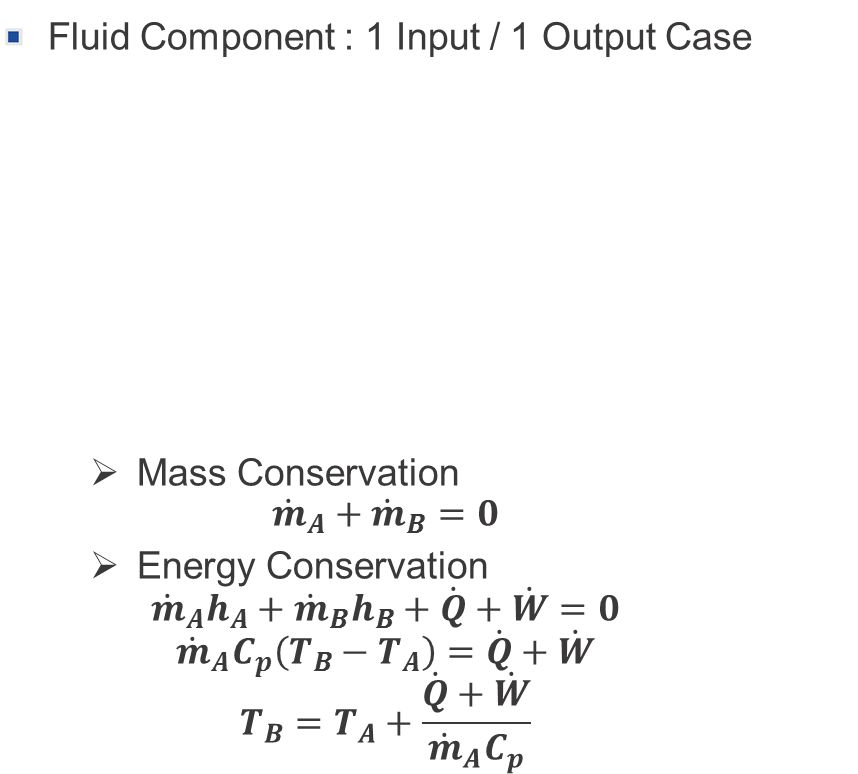 ▪ Fluid Component : 1 Input / 1 Output Case
➢ Mass Conservation
ṁ_A + ṁ_B = 0
➢ Energy Conservation
ṁ_A h_A + ṁ_B h_B + Q̇ + Ẇ = 0
ṁ_A C_p (T_B − T_A) = Q̇ + Ẇ
T_B = T_A + (Q̇ + Ẇ) / (ṁ_A C_p)